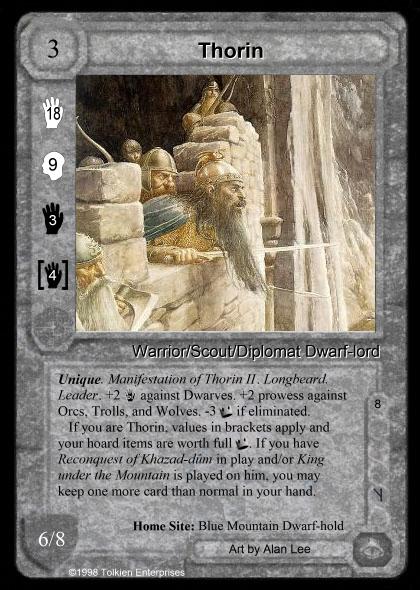 3
Thorin
18
9
3
[4]
Warrior/Scout/Diplomat Dwarf-lord
Unique. Manifestation of Thorin II. Longbeard.
Leader. +2 against Dwarves. +2 prowess against
Orcs, Trolls, and Wolves. -3 if eliminated.
If you are Thorin, values in brackets apply and
your hoard items are worth full . If you have
Reconquest of Khazad-dûm in play and/or King
under the Mountain is played on him, you may
keep one more card than normal in your hand.
8
Home Site: Blue Mountain Dwarf-hold
6/8
Art by Alan Lee
©1998 Tolkien Enterprises